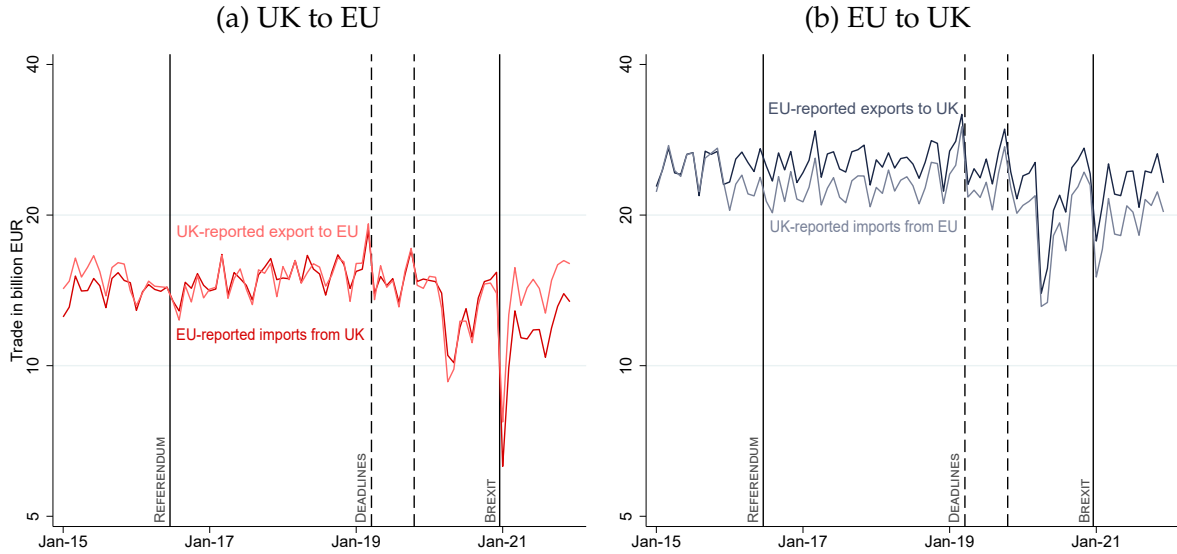 (a) UK to EU
40
20
10
5
Trade in billion EUR
UK-reported export to EU
EU-reported imports from UK
REFERENDUM
DEADLINES
BREXIT
Jan-15
Jan-17
Jan-19
Jan-21
(b) EU to UK
40
20
10
5
EU-reported exports to UK
UK-reported imports from EU
REFERENDUM
DEADLINES
BREXIT
Jan-15
Jan-17
Jan-19
Jan-21